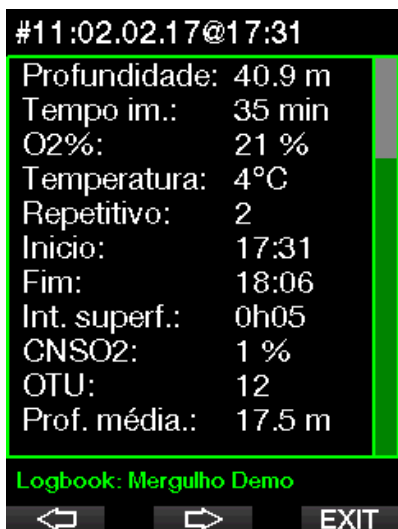 #11:02.02.17@17:31
Profundidade: 40.9 m
Tempo im.: 35 min
O2%: 21 %
Temperatura: 4°C
Repetitivo: 2
Inicio: 17:31
Fim: 18:06
Int. superf.: 0h05
CNSO2: 1 %
OTU: 12
Prof. média.: 17.5 m
Logbook: Mergulho Demo
EXIT